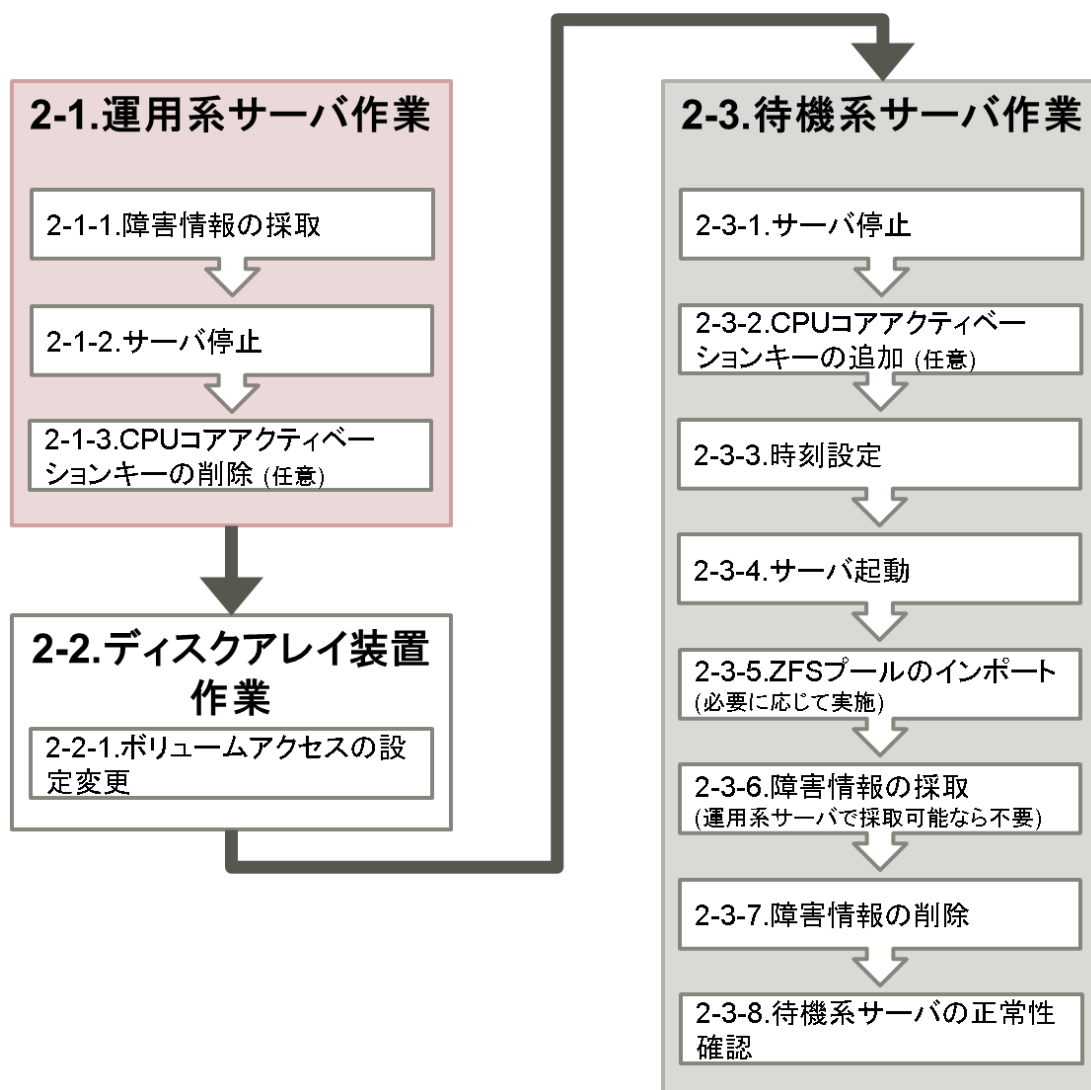 2-1.運用系サーバ作業
2-1-1.障害情報の採取
2-1-2.サーバ停止
2-1-3.CPUコアアクティベー
ションキーの削除 (任意)
2-2.ディスクアレイ装置
作業
2-2-1.ボリュームアクセスの設
定変更
2-3.待機系サーバ作業
2-3-1.サーバ停止
2-3-2.CPUコアアクティベー
ションキーの追加 (任意)
2-3-3.時刻設定
2-3-4.サーバ起動
2-3-5.ZFSプールのインポート
(必要に応じて実施)
2-3-6.障害情報の採取
(運用系サーバで採取可能なら不要)
2-3-7.障害情報の削除
2-3-8.待機系サーバの正常性
確認